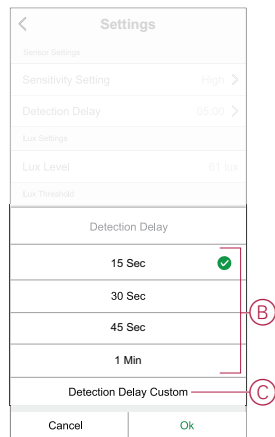 Settings
Sensor Settings
Sensitivity Setting High
Detection Delay 05:00
Lux Settings
Lux Level 61 lux
Lux Threshold
Detection Delay
15 Sec
30 Sec
45 Sec
B
1 Min
Detection Delay Custom C
Cancel Ok